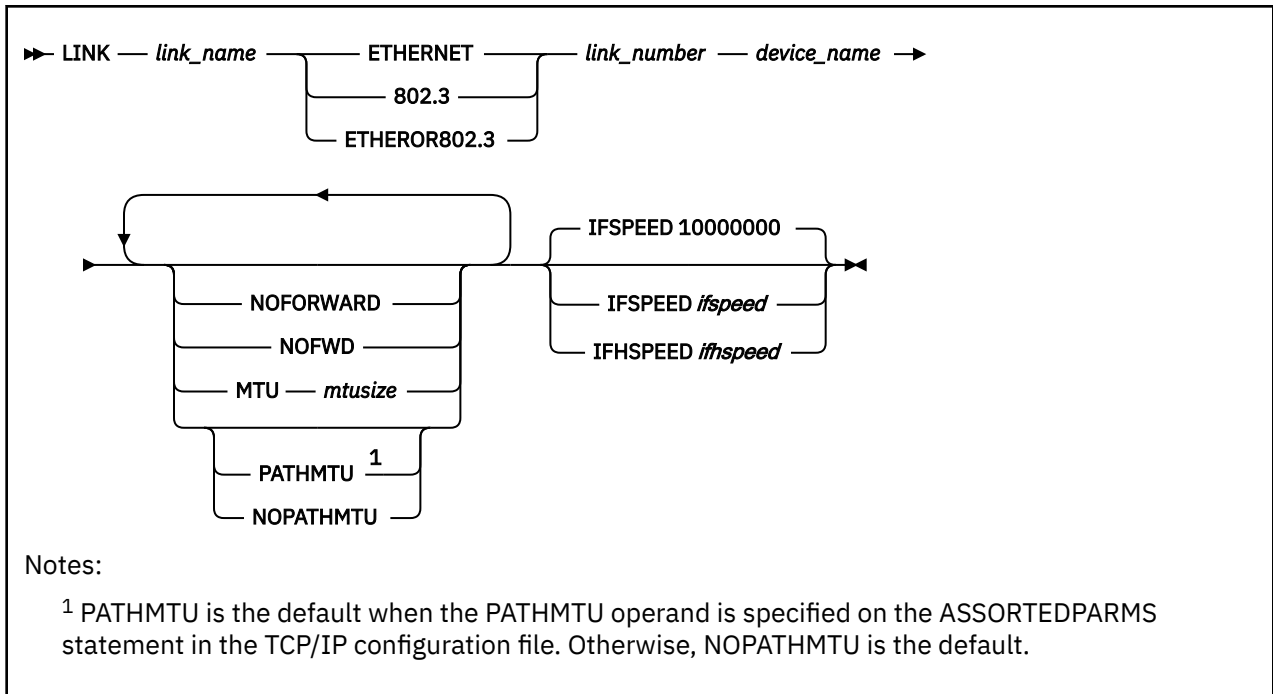 LINK link_name ETHERNET link_number device_name
802.3
ETHEROR802.3
IFSPEED 10000000
NOFORWARD IFSPEED ifspeed
NOFWD IFHSPEED ifhspeed
MTU mtusize
PATHMTU 1
NOPATHMTU
Notes:
1 PATHMTU is the default when the PATHMTU operand is specified on the ASSORTEDPARMS
statement in the TCP/IP configuration file. Otherwise, NOPATHMTU is the default.